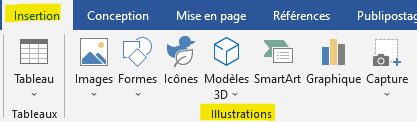 Insertion Conception Mise en page Références Publipostag
Tableau Images Formes Icônes Modèles 3D SmartArt Graphique Capture
Tableaux Illustrations